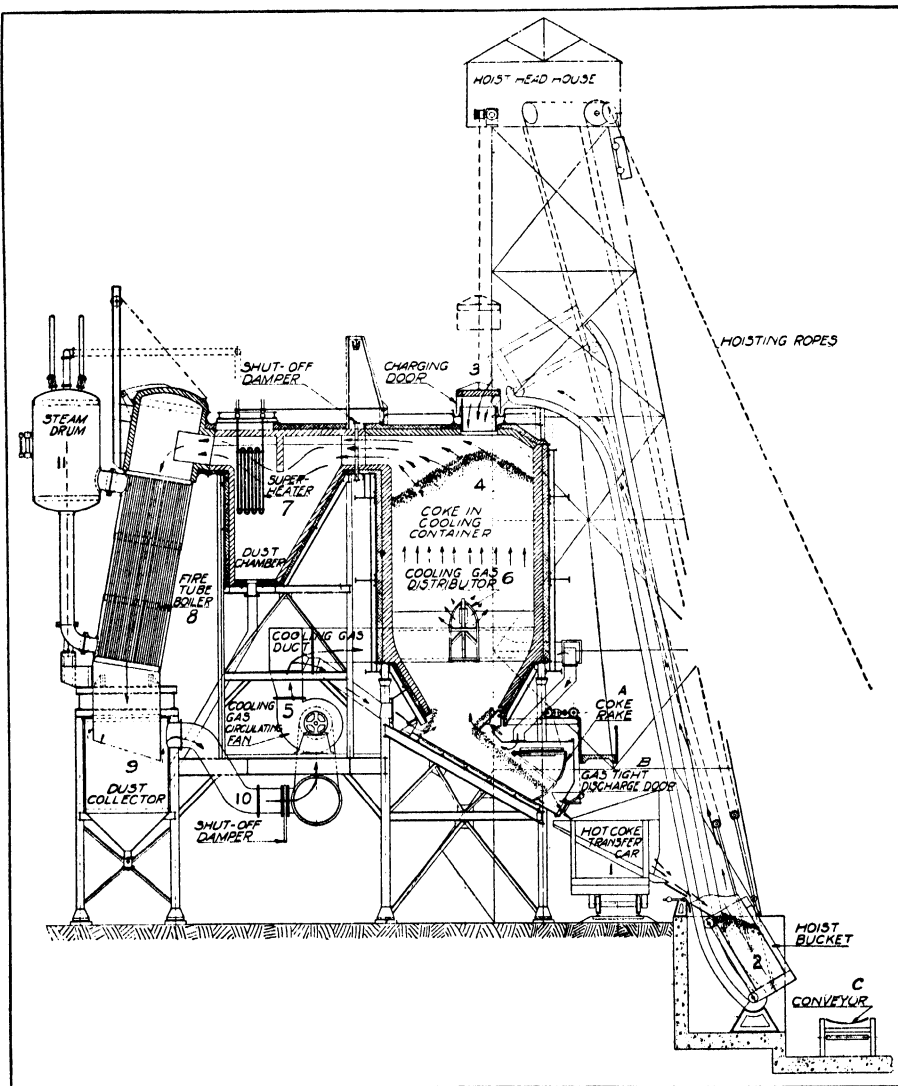 HOIST HEAD HOUSE
HOISTING ROPES
SHUT-OFF
DAMPER
CHARGING
DOOR
3
STEAM
DRUM
11
SUPER-
HEATER
7
4
COKE IN
COOLING
CONTAINER
DUST
CHAMBER
COOLING GAS
DISTRIBUTOR
6
FIRE
TUBE
BOILER
8
COOLING GAS
DUCT
5
COOLING
GAS
CIRCULATING
FAN
A
COKE
RAKE
B
GAS TIGHT
DISCHARGE DOOR
9
DUST
COLLECTOR
10
SHUT-OFF
DAMPER
HOT COKE
TRANSFER
CAR
1
HOIST
BUCKET
2
C
CONVEYOR